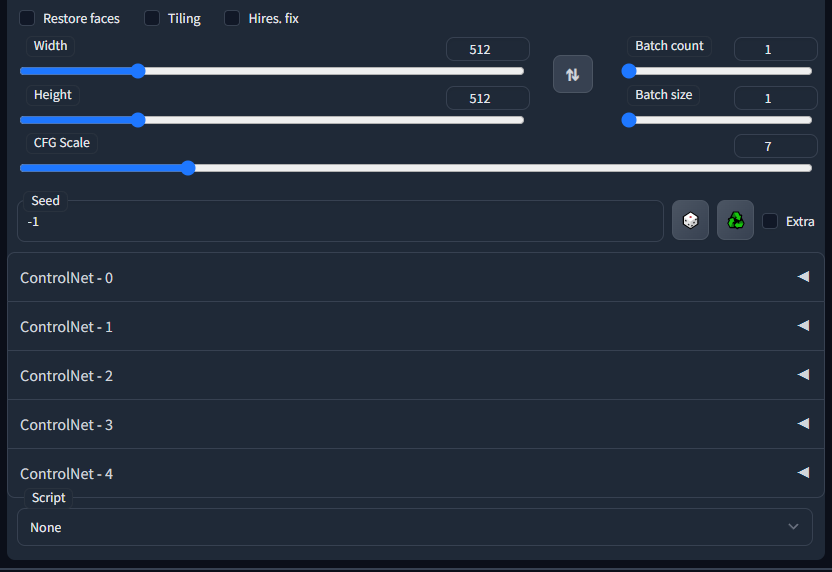 Restore faces Tiling Hires. fix
Width 512 Batch count 1
Height 512 Batch size 1
CFG Scale 7
Seed
-1 Extra
ControlNet - 0
ControlNet - 1
ControlNet - 2
ControlNet - 3
ControlNet - 4
Script
None